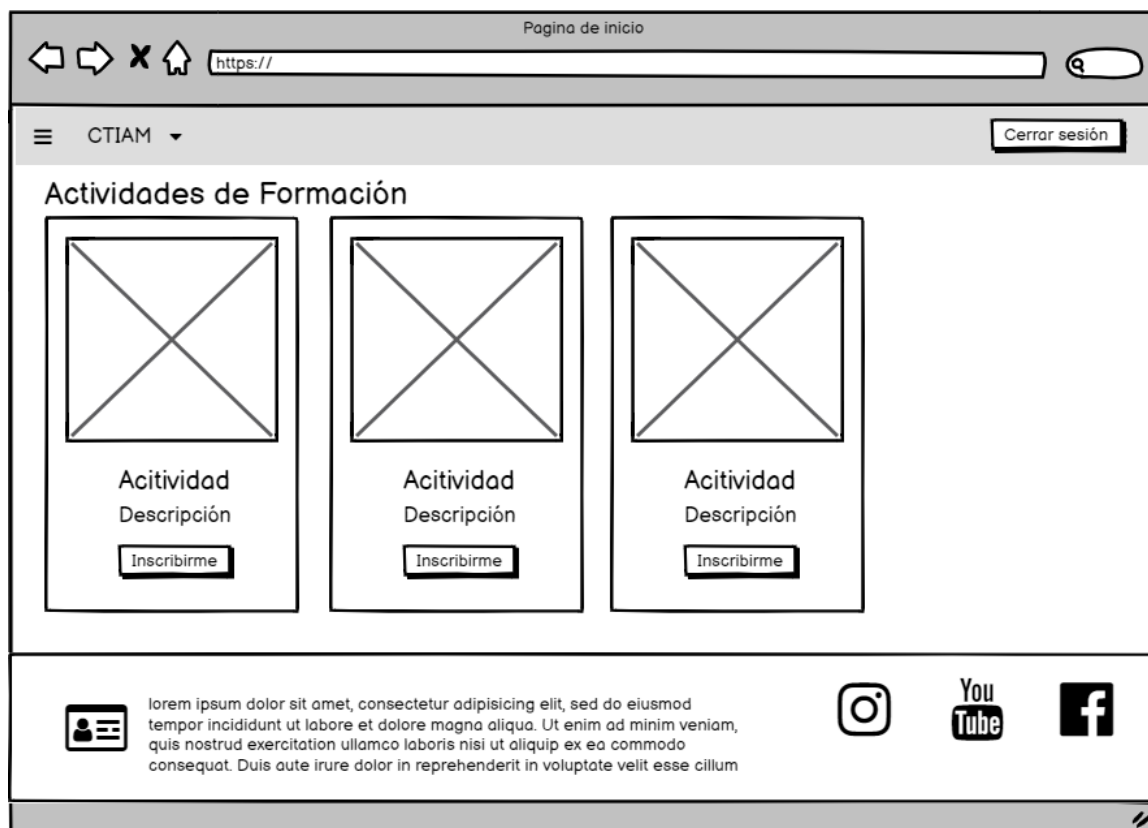 Pagina de inicio
https://
CTIAM
Cerrar sesión
Actividades de Formación
Acitividad
Descripción
Inscribirme
Acitividad
Descripción
Inscribirme
Acitividad
Descripción
Inscribirme
lorem ipsum dolor sit amet, consectetur adipisicing elit, sed do eiusmod
tempor incididunt ut labore et dolore magna aliqua. Ut enim ad minim veniam,
quis nostrud exercitation ullamco laboris nisi ut aliquip ex ea commodo
consequat. Duis aute irure dolor in reprehenderit in voluptate velit esse cillum
You
Tube